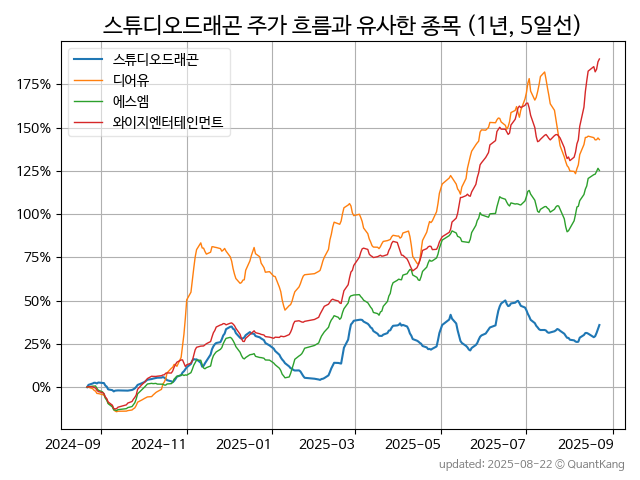 스튜디오드래곤 주가 흐름과 유사한 종목 (1년, 5일선)
스튜디오드래곤
디어유
에스엠
와이지엔터테인먼트
175%
150%
125%
100%
75%
50%
25%
0%
2024-09 2024-11 2025-01 2025-03 2025-05 2025-07 2025-09
updated: 2025-08-22 © QuantKang